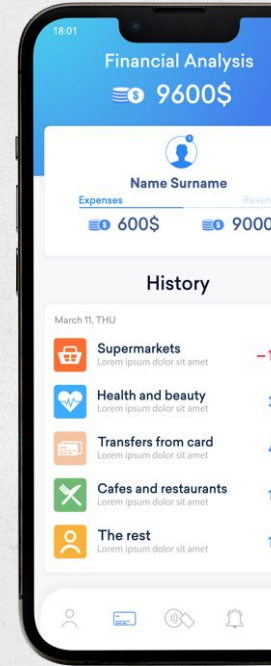 18:01
Financial Analysis
9600$
Name Surname
Expenses
600$ 9000
History
March 11, THU
Supermarkets
Lorem ipsum dolor sit amet
Health and beauty
Lorem ipsum dolor sit amet
Transfers from card
Lorem ipsum dolor sit amet
Cafes and restaurants
Lorem ipsum dolor sit amet
The rest
Lorem ipsum dolor sit amet